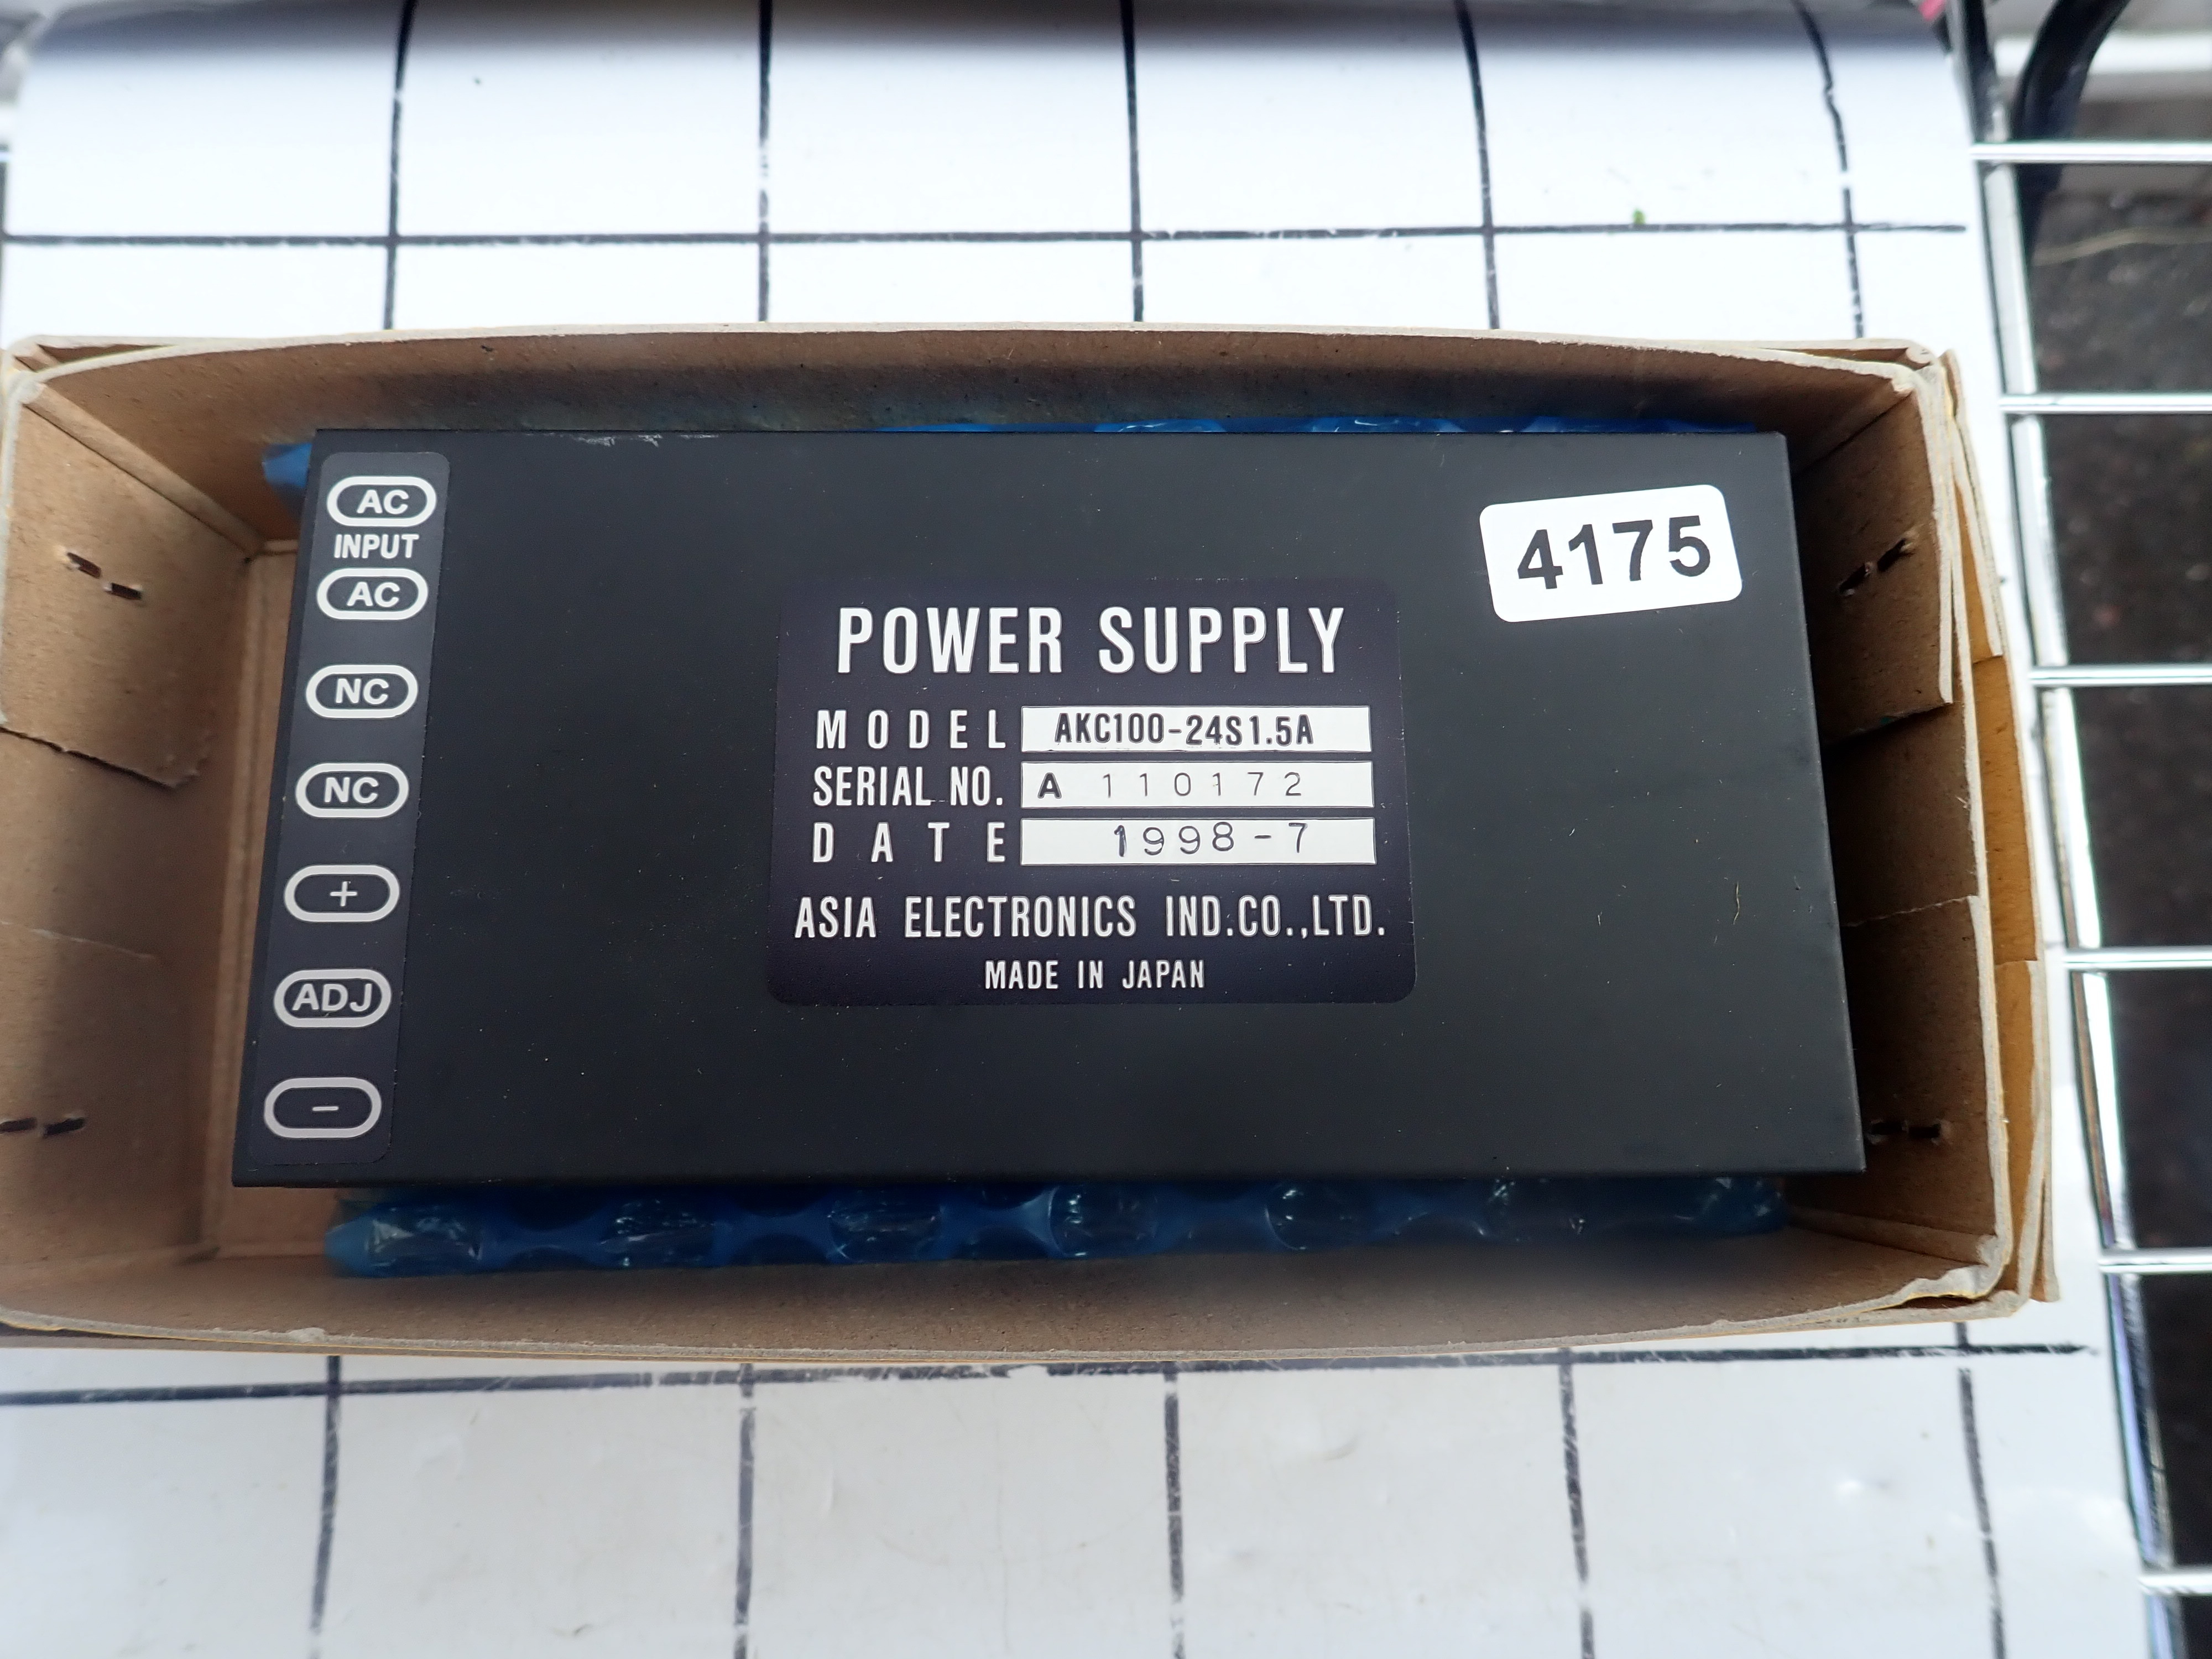 AC
INPUT
AC
NC
NC
+
ADJ
−
4175
POWER SUPPLY
MODEL AKC100-24S1.5A
SERIAL NO. A 110172
DATE 1998-7
ASIA ELECTRONICS IND.CO.,LTD.
MADE IN JAPAN